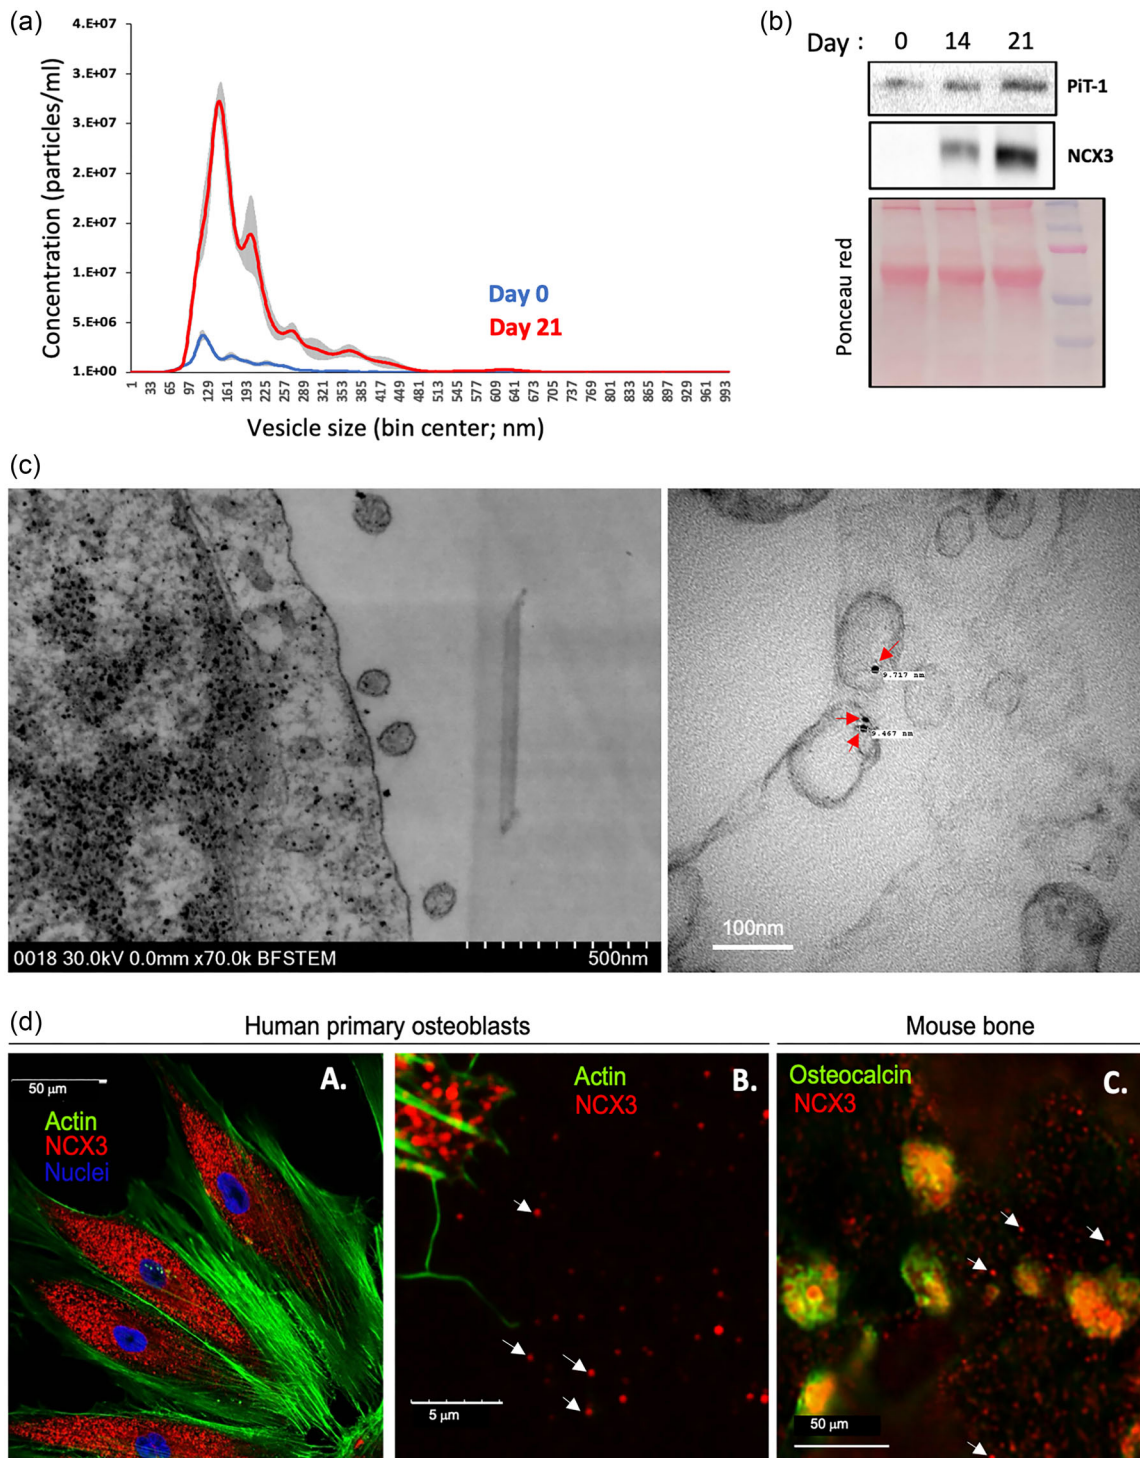 (a)
4.E+07
3.E+07
3.E+07
2.E+07
2.E+07
1.E+07
5.E+06
1.E+00
Concentration (particles/ml)
Day 0
Day 21
1 33 65 97 129 161 193 225 257 289 321 353 385 417 449 481 513 545 577 609 641 673 705 737 769 801 833 865 897 929 961 993
Vesicle size (bin center; nm)
(b)
Day : 0 14 21
PiT-1
NCX3
Ponceau red
(c)
0018 30.0kV 0.0mm x70.0k BFSTEM 500nm
9.717 nm
9.467 nm
100nm
(d)
Human primary osteoblasts
Mouse bone
50 µm
A.
Actin
NCX3
Nuclei
Actin
B.
NCX3
5 µm
Osteocalcin
C.
NCX3
50 µm